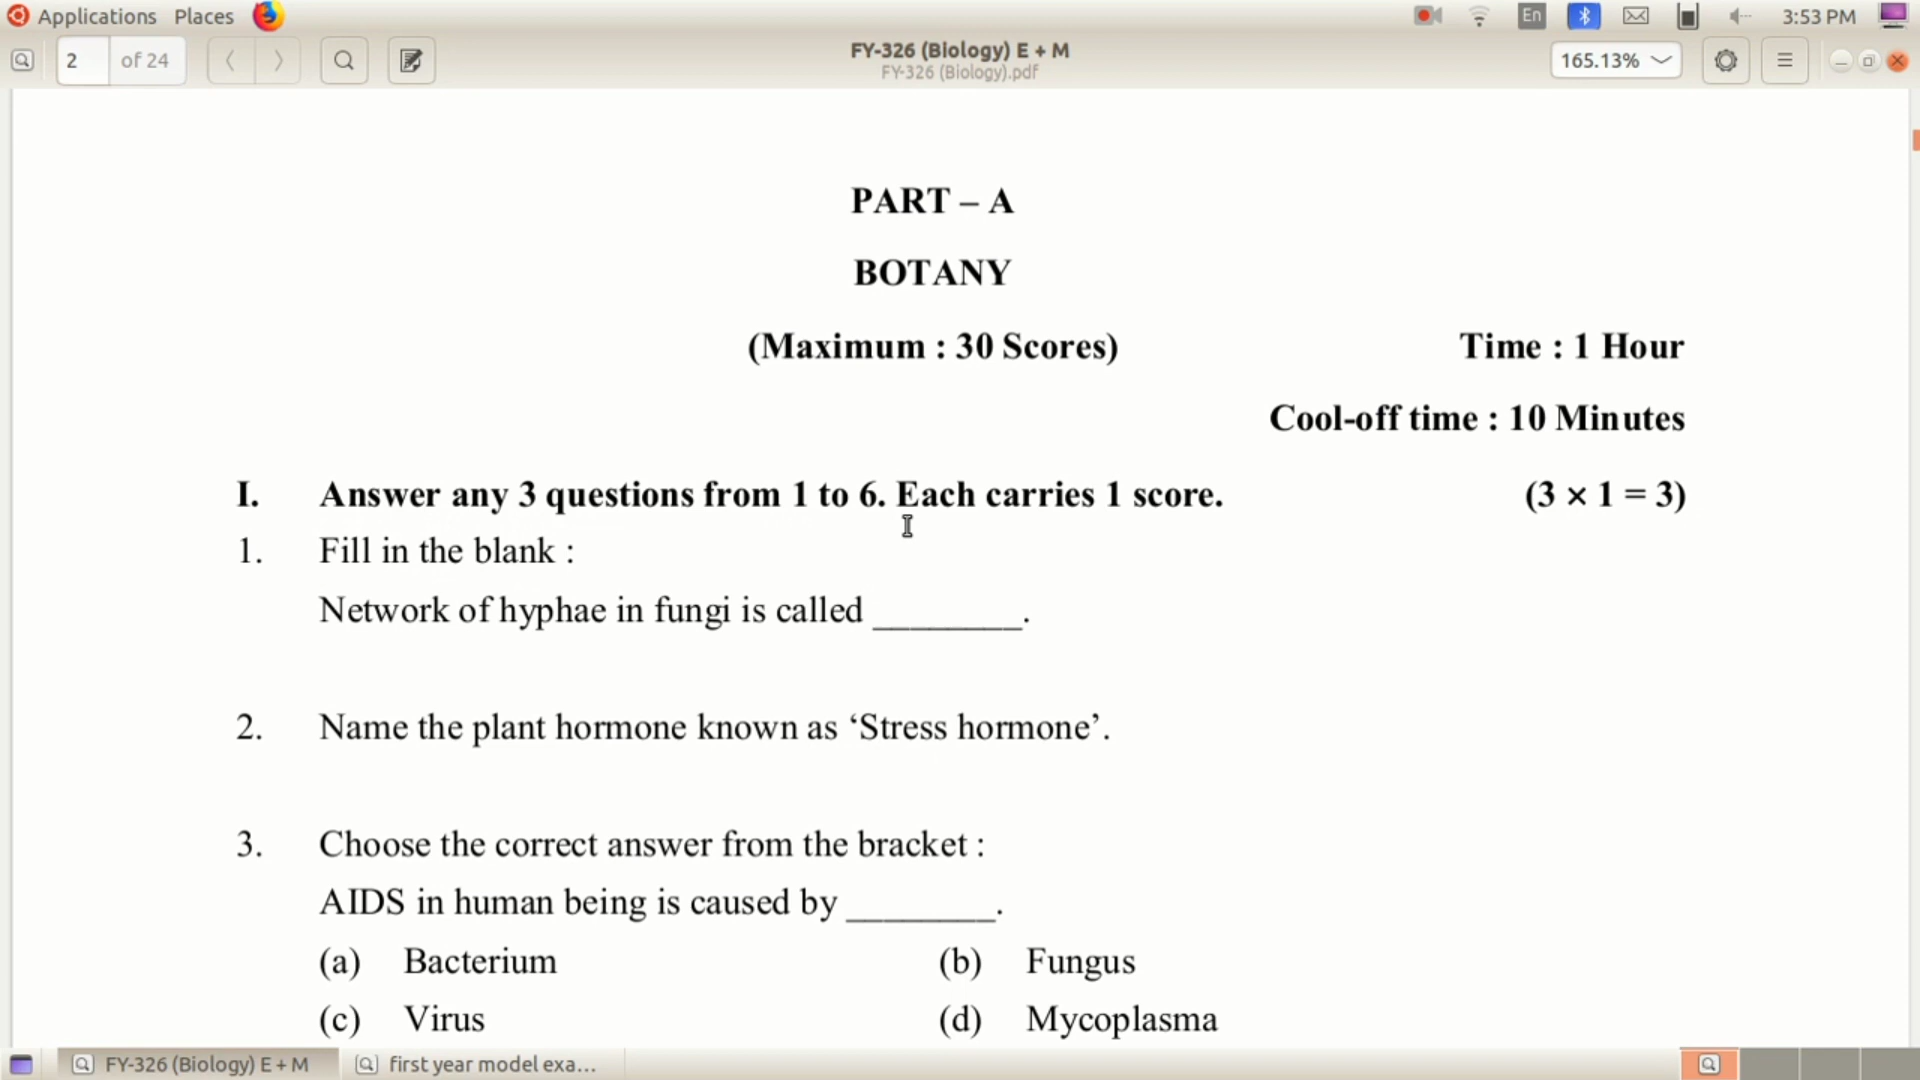 Applications Places En 3:53 PM
2 of 24 FY-326 (Biology) E + M 165.13%
FY-326 (Biology).pdf
PART – A
BOTANY
(Maximum : 30 Scores) Time : 1 Hour
Cool-off time : 10 Minutes
I. Answer any 3 questions from 1 to 6. Each carries 1 score. (3 × 1 = 3)
1. Fill in the blank :
Network of hyphae in fungi is called ________.
2. Name the plant hormone known as ‘Stress hormone’.
3. Choose the correct answer from the bracket :
AIDS in human being is caused by ________.
(a) Bacterium (b) Fungus
(c) Virus (d) Mycoplasma
FY-326 (Biology) E + M first year model exa...